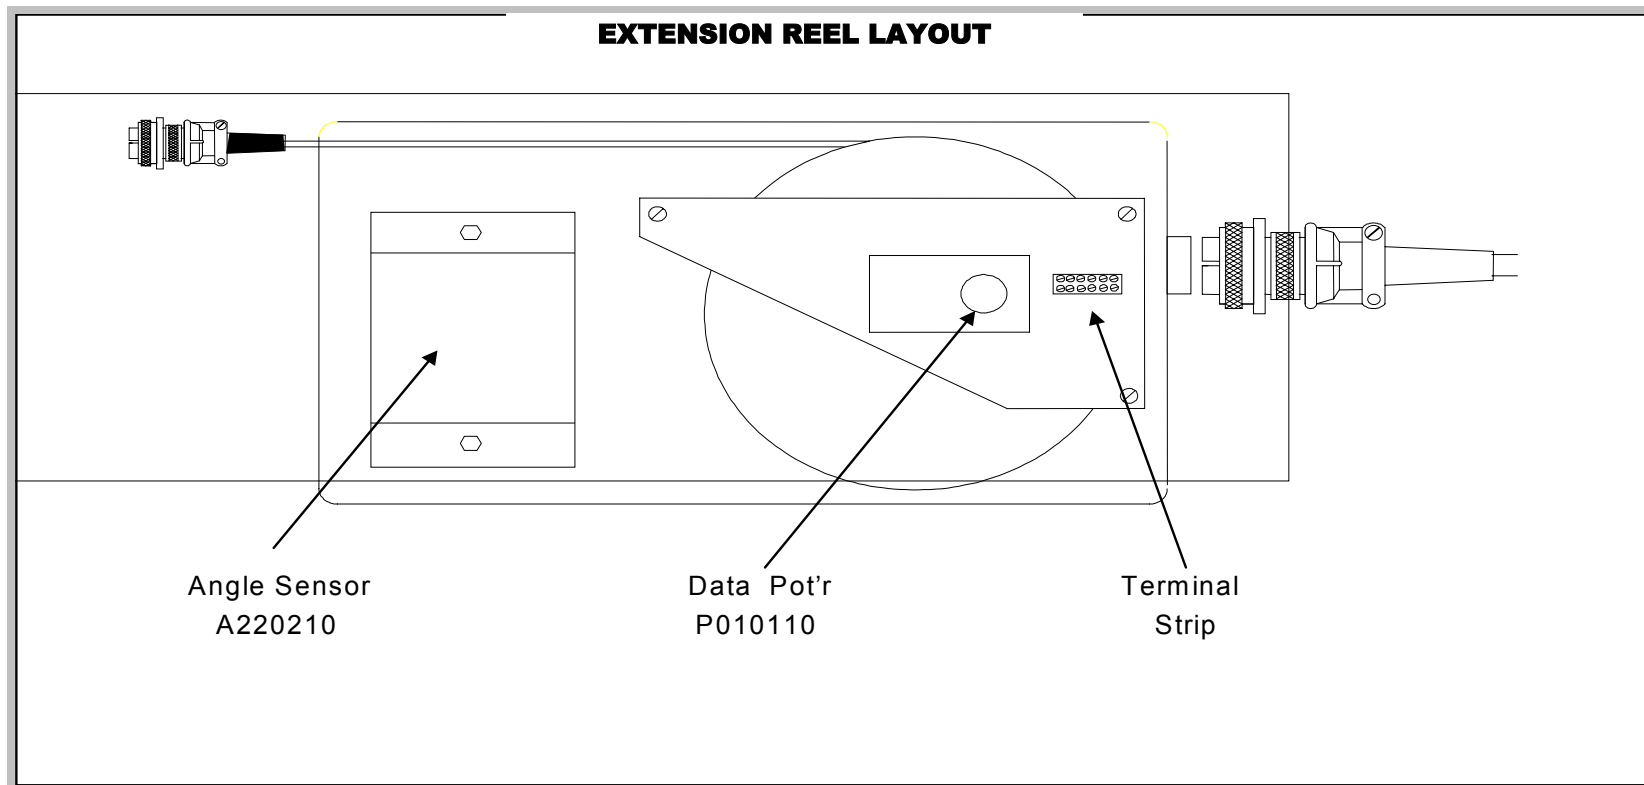 EXTENSION REEL LAYOUT
Angle Sensor
A220210
Data Pot'r
P010110
Terminal
Strip